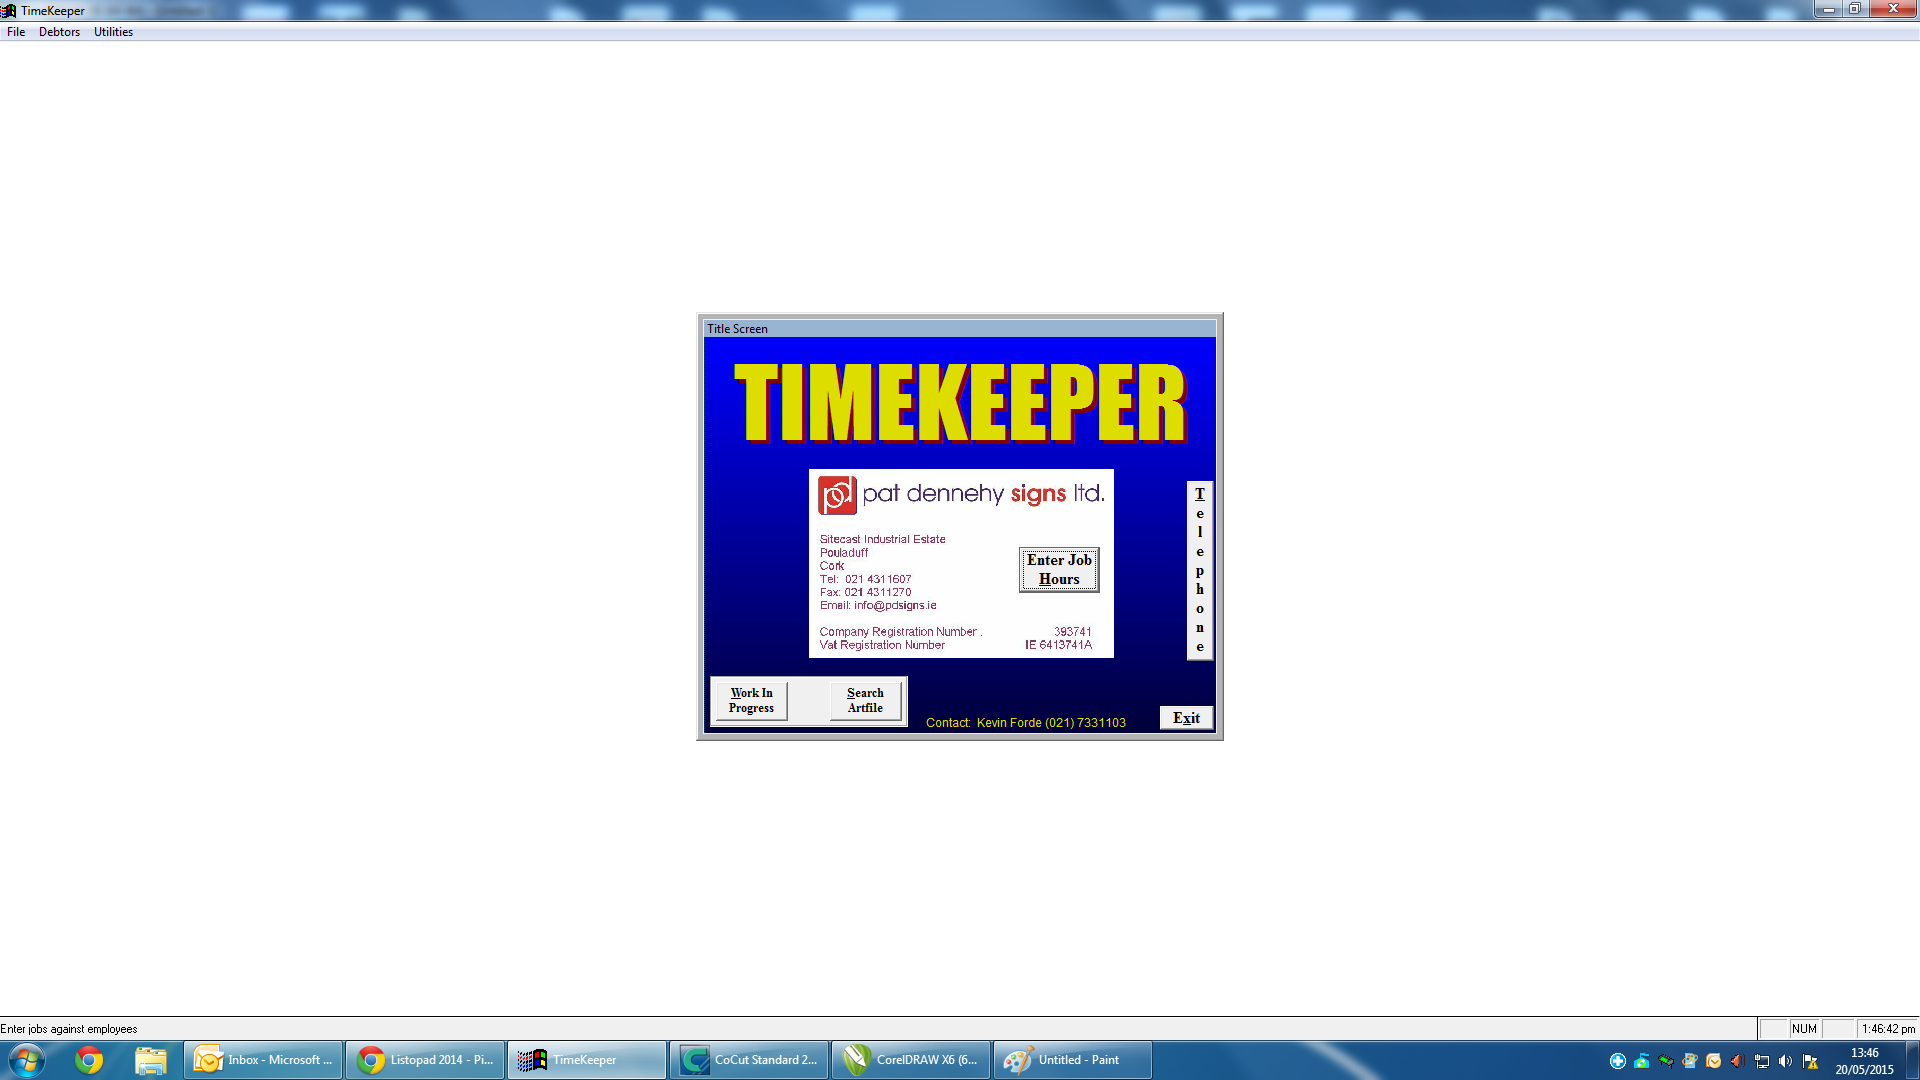 TimeKeeper
File Debtors Utilities
Title Screen
TIMEKEEPER
pd pat dennehy signs ltd.
Sitecast Industrial Estate
Pouladuff
Cork
Tel: 021 4311607
Fax: 021 4311270
Email: info@pdsigns.ie
Company Registration Number . 393741
Vat Registration Number IE 6413741A
Enter Job
Hours
Telephone
Work In
Progress
Search
Artfile
Contact: Kevin Forde (021) 7331103
Exit
Enter jobs against employees
NUM
1:46:42 pm
Inbox - Microsoft ...
Listopad 2014 - Pi...
TimeKeeper
CoCut Standard 2...
CorelDRAW X6 (6...
Untitled - Paint
13:46
20/05/2015